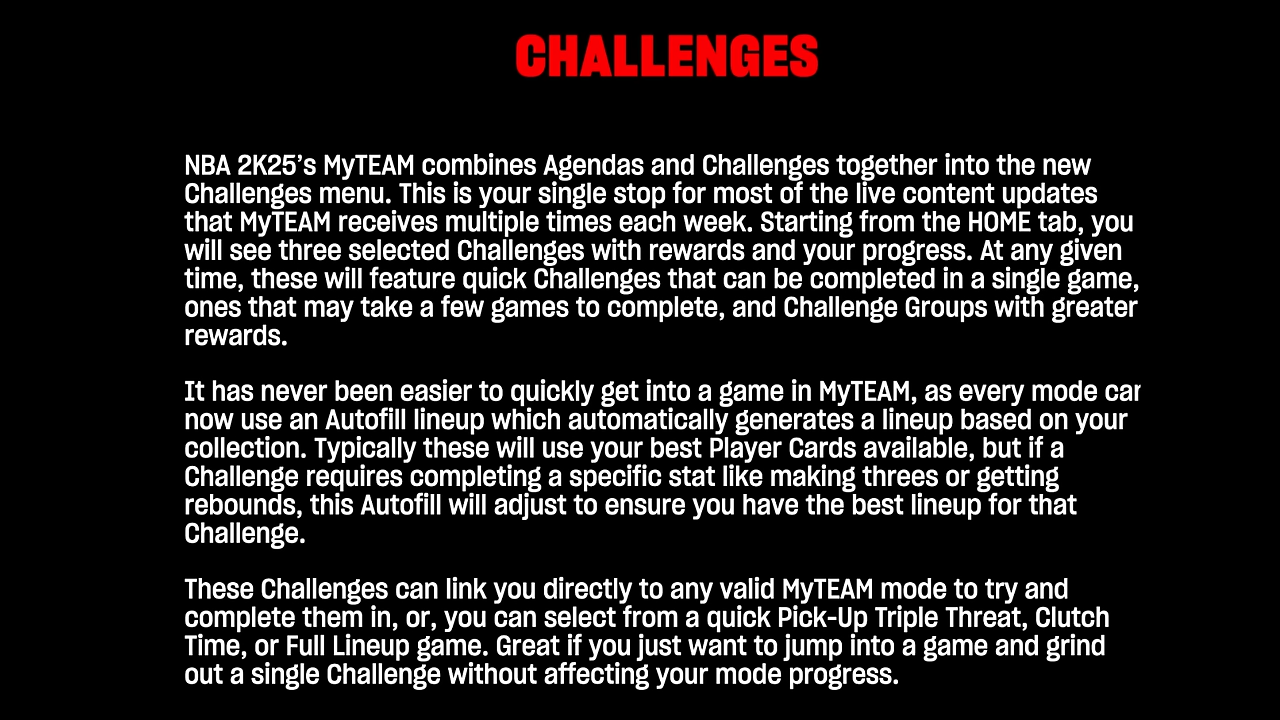 CHALLENGES
NBA 2K25’s MyTEAM combines Agendas and Challenges together into the new
Challenges menu. This is your single stop for most of the live content updates
that MyTEAM receives multiple times each week. Starting from the HOME tab, you
will see three selected Challenges with rewards and your progress. At any given
time, these will feature quick Challenges that can be completed in a single game,
ones that may take a few games to complete, and Challenge Groups with greater
rewards.
It has never been easier to quickly get into a game in MyTEAM, as every mode can
now use an Autofill lineup which automatically generates a lineup based on your
collection. Typically these will use your best Player Cards available, but if a
Challenge requires completing a specific stat like making threes or getting
rebounds, this Autofill will adjust to ensure you have the best lineup for that
Challenge.
These Challenges can link you directly to any valid MyTEAM mode to try and
complete them in, or, you can select from a quick Pick-Up Triple Threat, Clutch
Time, or Full Lineup game. Great if you just want to jump into a game and grind
out a single Challenge without affecting your mode progress.